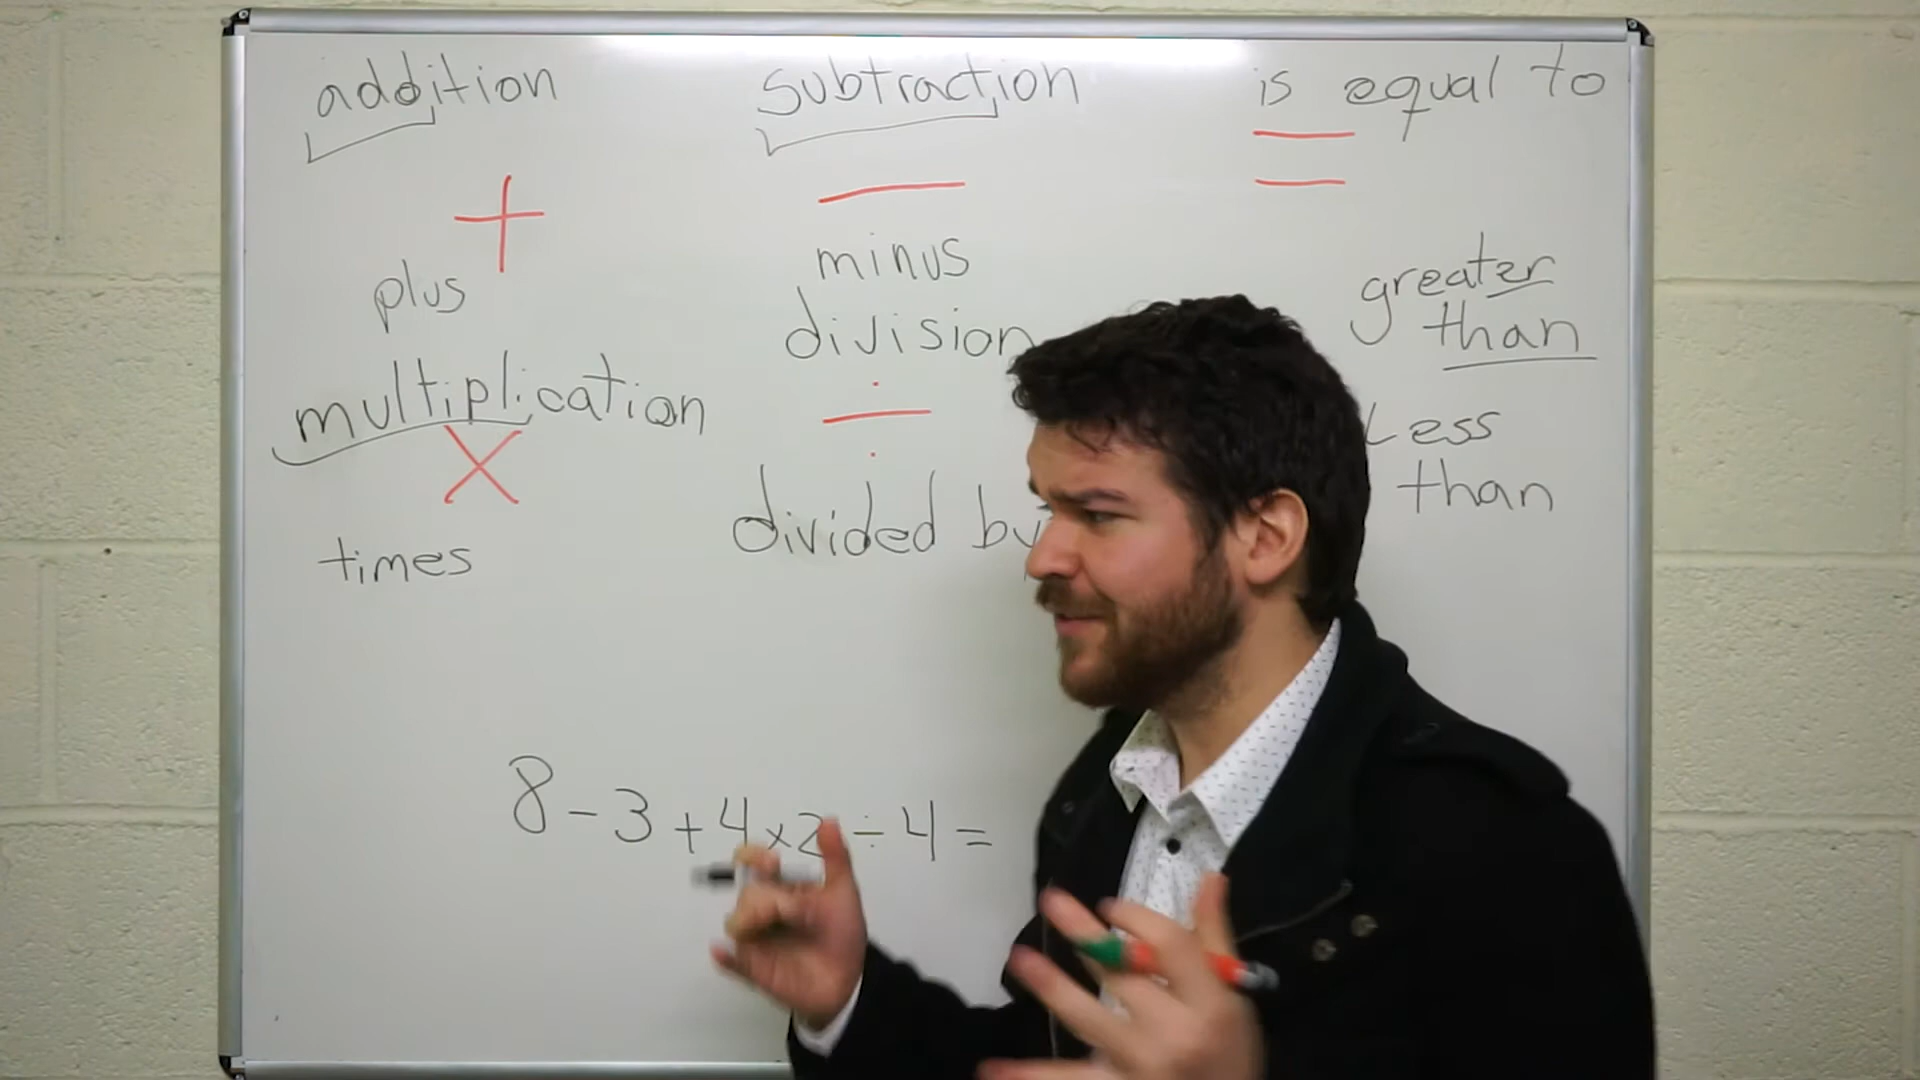 addition
+
plus
multiplication
×
times
subtraction
−
minus
division
÷
divided by
is equal to
=
greater
than
Less
than
8 − 3 + 4 × 2 ÷ 4 =